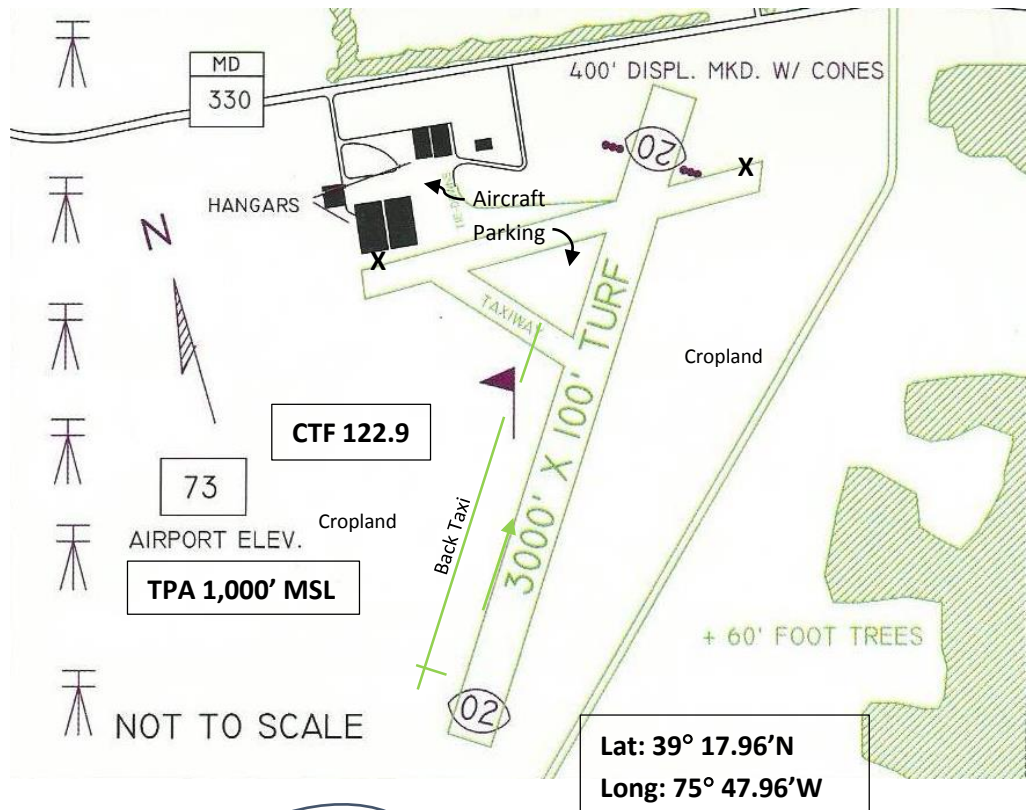 MD
330
400' DISPL. MKD. W/ CONES
20
X
HANGARS
Aircraft
Parking
TIE DOWNS
N
X
TAXIWAY
3000' X 100' TURF
Cropland
CTF 122.9
73
AIRPORT ELEV.
Cropland
Back Taxi
TPA 1,000’ MSL
+ 60' FOOT TREES
02
NOT TO SCALE
Lat: 39° 17.96’N
Long: 75° 47.96’W